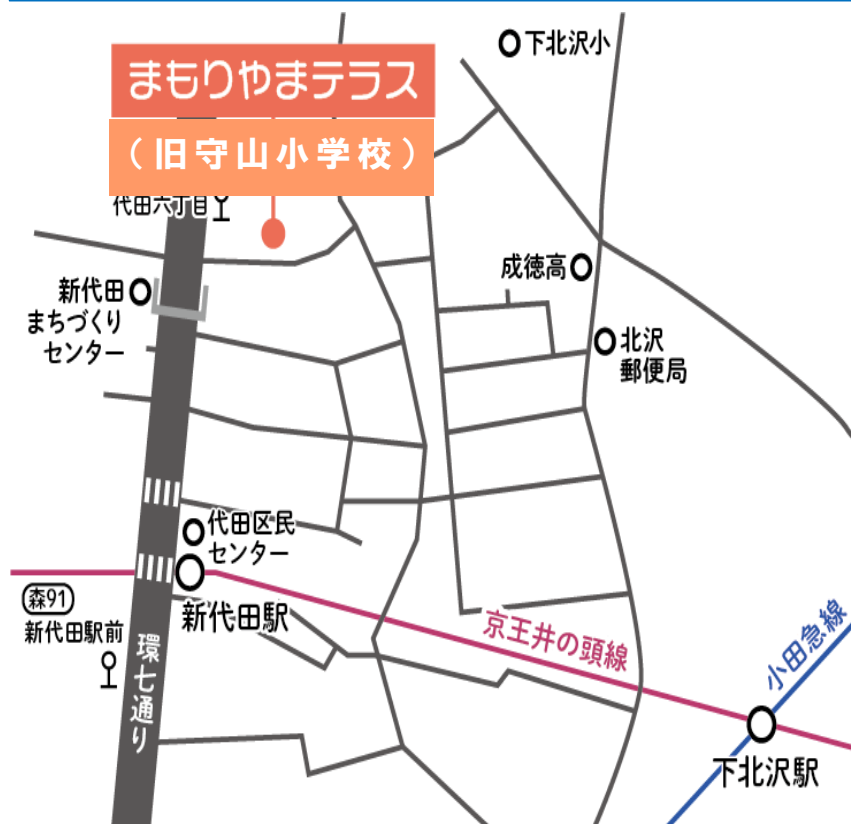 下北沢小
まもりやまテラス
（旧守山小学校）
代田六丁目
成徳高
新代田
まちづくり
センター
北沢
郵便局
代田区民
センター
森91
新代田駅前
新代田駅
京王井の頭線
小田急線
環七通り
下北沢駅